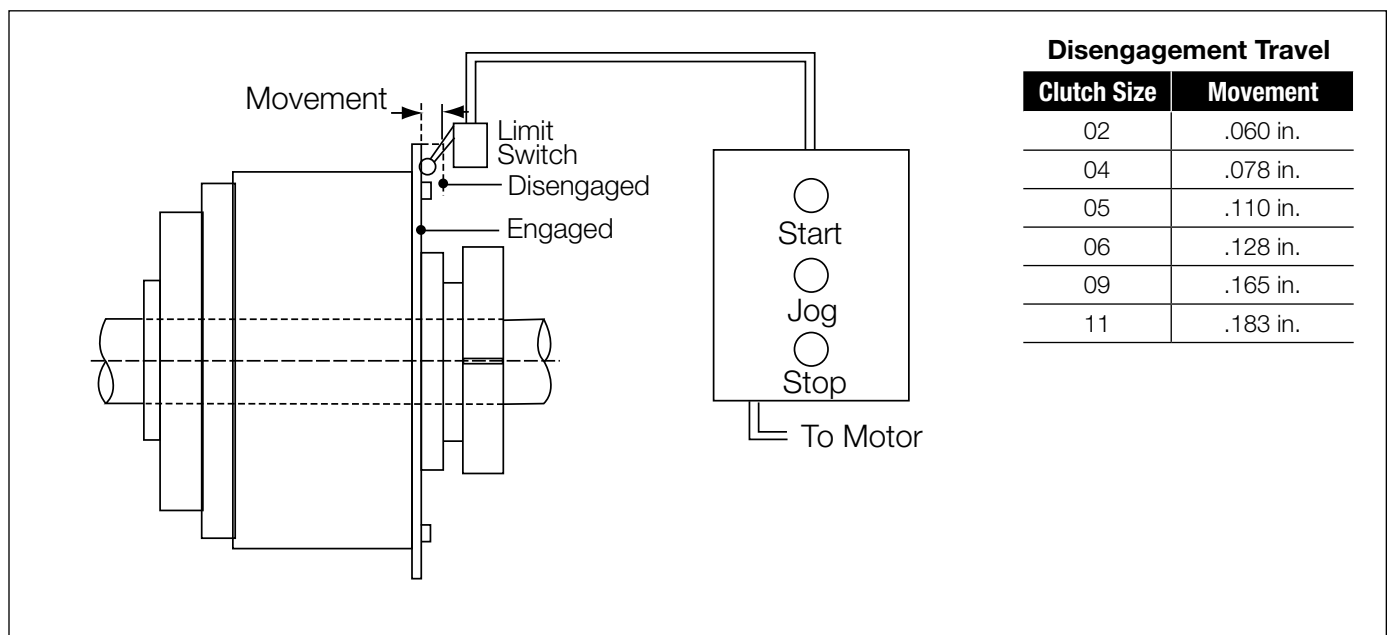 Movement
Limit
Switch
Disengaged
Engaged
Start
Jog
Stop
To Motor
Disengagement Travel
Clutch Size Movement
02 .060 in.
04 .078 in.
05 .110 in.
06 .128 in.
09 .165 in.
11 .183 in.